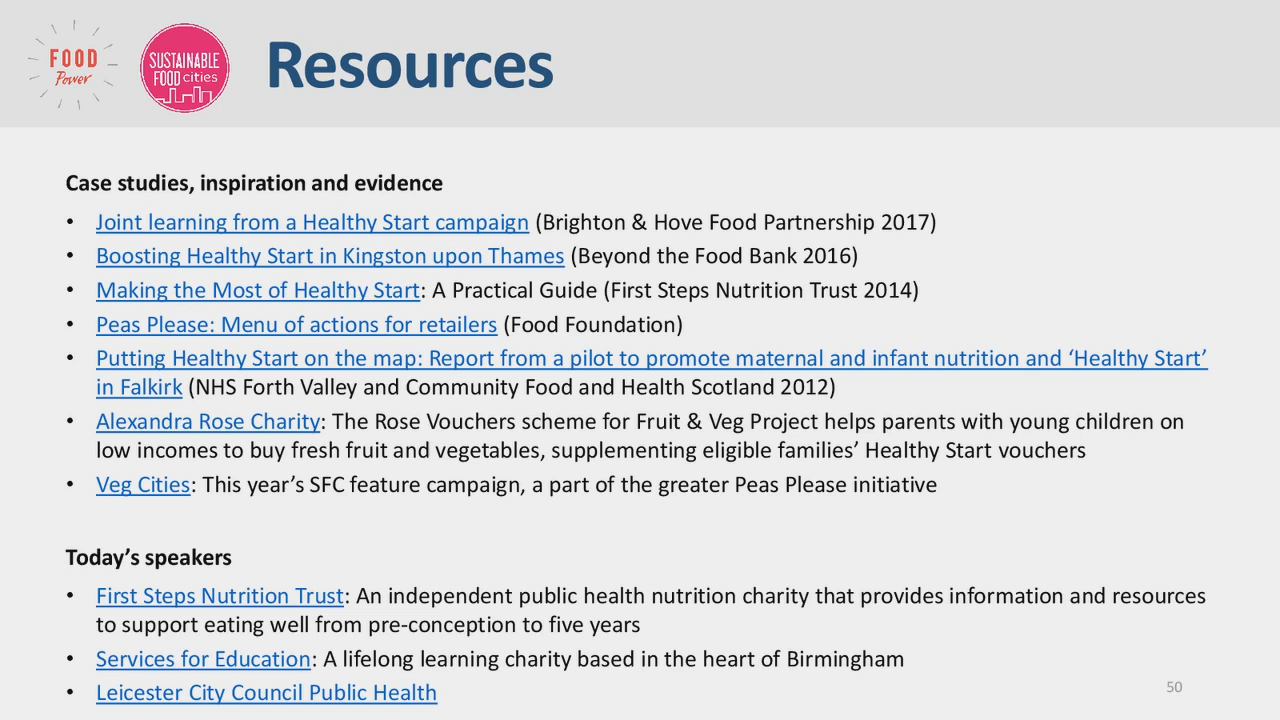 FOOD
Power
SUSTAINABLE
FOOD cities
Resources
Case studies, inspiration and evidence
• Joint learning from a Healthy Start campaign (Brighton & Hove Food Partnership 2017)
• Boosting Healthy Start in Kingston upon Thames (Beyond the Food Bank 2016)
• Making the Most of Healthy Start: A Practical Guide (First Steps Nutrition Trust 2014)
• Peas Please: Menu of actions for retailers (Food Foundation)
• Putting Healthy Start on the map: Report from a pilot to promote maternal and infant nutrition and ‘Healthy Start’
in Falkirk (NHS Forth Valley and Community Food and Health Scotland 2012)
• Alexandra Rose Charity: The Rose Vouchers scheme for Fruit & Veg Project helps parents with young children on
low incomes to buy fresh fruit and vegetables, supplementing eligible families’ Healthy Start vouchers
• Veg Cities: This year’s SFC feature campaign, a part of the greater Peas Please initiative
Today’s speakers
• First Steps Nutrition Trust: An independent public health nutrition charity that provides information and resources
to support eating well from pre-conception to five years
• Services for Education: A lifelong learning charity based in the heart of Birmingham
• Leicester City Council Public Health
50